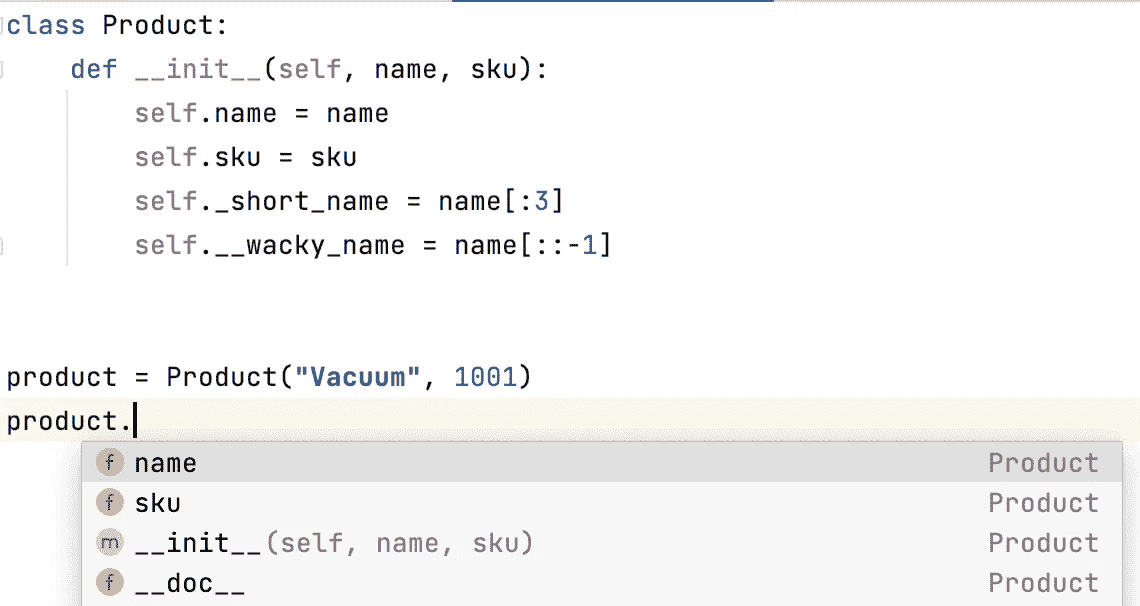 class Product:
    def __init__(self, name, sku):
        self.name = name
        self.sku = sku
        self._short_name = name[:3]
        self.__wacky_name = name[::-1]
product = Product("Vacuum", 1001)
product.
f name Product
f sku Product
m __init__(self, name, sku) Product
f __doc__ Product